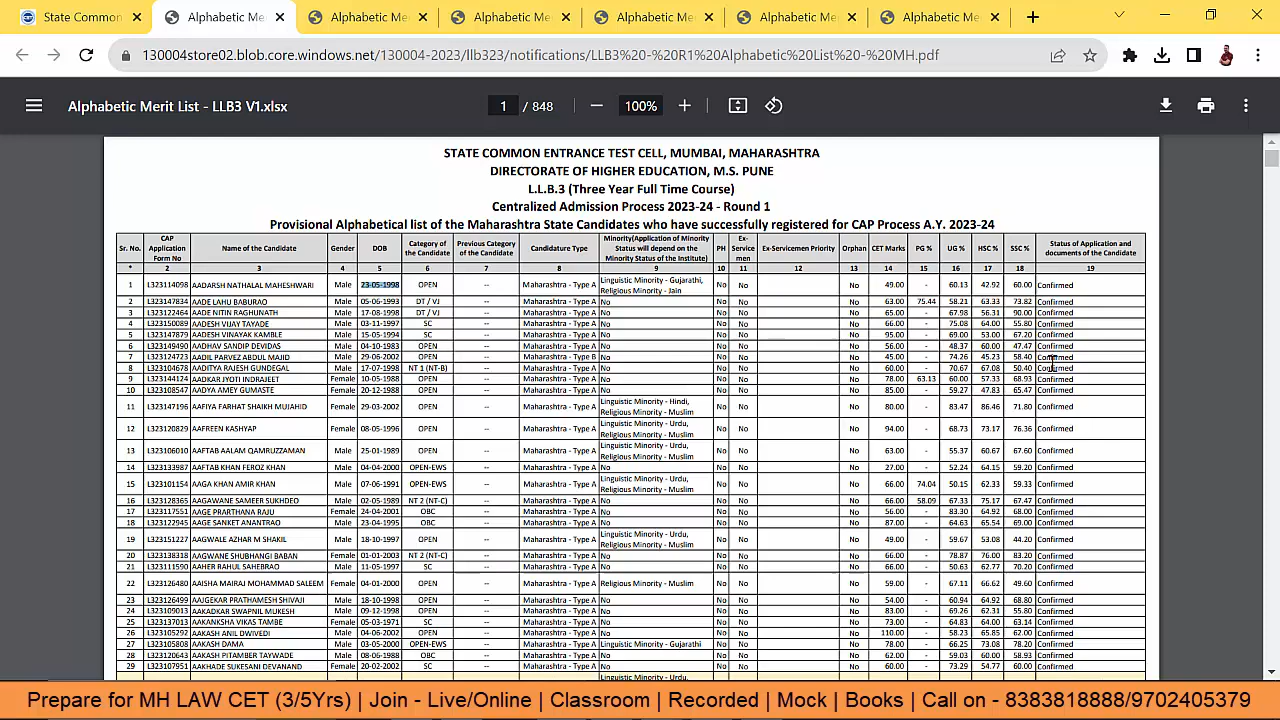 State Common
Alphabetic Me
Alphabetic Me
Alphabetic Me
Alphabetic Me
Alphabetic Me
Alphabetic Me
130004store02.blob.core.windows.net/130004-2023/llb323/notifications/LLB3%20-%20R1%20Alphabetic%20List%20-%20MH.pdf
Alphabetic Merit List - LLB3 V1.xlsx
1 / 848
100%
STATE COMMON ENTRANCE TEST CELL, MUMBAI, MAHARASHTRA
DIRECTORATE OF HIGHER EDUCATION, M.S. PUNE
L.L.B.3 (Three Year Full Time Course)
Centralized Admission Process 2023-24 - Round 1
Provisional Alphabetical list of the Maharashtra State Candidates who have successfully registered for CAP Process A.Y. 2023-24
Sr. No. CAP Application Form No Name of the Candidate Gender DOB Category of the Candidate Previous Category of the Candidate Candidature Type Minority(Application of Minority Status will depend on the Minority Status of the Institute) PH Ex-Service men Ex-Servicemen Priority Orphan CET Marks PG % UG % HSC % SSC % Status of Application and documents of the Candidate
* 2 3 4 5 6 7 8 9 10 11 12 13 14 15 16 17 18 19
1 L323114098 AADARSH NATHALAL MAHESHWARI Male 23-05-1998 OPEN -- Maharashtra - Type A Linguistic Minority - Gujarathi, Religious Minority - Jain No No No 49.00 - 60.13 42.92 60.00 Confirmed
2 L323147834 AADE LAHU BABURAO Male 05-06-1993 DT / VJ -- Maharashtra - Type A No No No No 63.00 75.44 58.21 63.33 73.82 Confirmed
3 L323122464 AADE NITIN RAGHUNATH Male 17-08-1998 DT / VJ -- Maharashtra - Type A No No No No 65.00 - 67.98 56.31 80.00 Confirmed
4 L323150089 AADESH VIJAY TAYADE Male 03-11-1997 SC -- Maharashtra - Type A No No No No 66.00 - 75.08 64.00 55.80 Confirmed
5 L323147879 AADESH VINAYAK KAMBLE Male 15-05-1994 SC -- Maharashtra - Type A No No No No 95.00 - 69.00 53.00 67.20 Confirmed
6 L323149490 AADHAV SANDIP DEVIDAS Male 04-10-1983 OPEN -- Maharashtra - Type A No No No No 56.00 - 48.37 60.00 47.47 Confirmed
7 L323124723 AADIL PARVEZ ABDUL MAJID Male 29-06-2002 OPEN -- Maharashtra - Type B No No No No 45.00 - 74.26 45.23 58.40 Confirmed
8 L323104678 AADITYA RAJESH GUNDEGAL Male 17-07-1998 NT 1 (NT-B) -- Maharashtra - Type A No No No No 60.00 - 70.67 67.08 50.40 Confirmed
9 L323144124 AADKAR JYOTI INDRAJEET Female 10-05-1988 OPEN -- Maharashtra - Type A No No No No 78.00 63.13 60.00 57.33 68.93 Confirmed
10 L323108547 AADYA AMEY GUMASTE Female 20-12-1988 OPEN -- Maharashtra - Type A No No No No 85.00 - 59.27 47.83 65.47 Confirmed
11 L323147196 AAFIYA FARHAT SHAIKH MUJAHID Female 29-03-2002 OPEN -- Maharashtra - Type A Linguistic Minority - Hindi, Religious Minority - Muslim No No No 80.00 - 83.47 86.46 71.80 Confirmed
12 L323120829 AAFREEN KASHYAP Female 08-05-1996 OPEN -- Maharashtra - Type A Linguistic Minority - Urdu, Religious Minority - Muslim No No No 94.00 - 68.73 73.17 76.36 Confirmed
13 L323106010 AAFTAB AALAM QAMRUZZAMAN Male 25-01-1989 OPEN -- Maharashtra - Type A Linguistic Minority - Urdu, Religious Minority - Muslim No No No 63.00 - 55.37 60.67 67.60 Confirmed
14 L323133987 AAFTAB KHAN FEROZ KHAN Male 04-04-2000 OPEN-EWS -- Maharashtra - Type A No No No No 27.00 - 52.24 64.15 59.20 Confirmed
15 L323101154 AAGA KHAN AMIR KHAN Male 07-06-1991 OPEN-EWS -- Maharashtra - Type A Linguistic Minority - Urdu, Religious Minority - Muslim No No No 66.00 74.04 50.15 62.33 59.33 Confirmed
16 L323128365 AAGAWANE SAMEER SUKHDEO Male 02-05-1989 NT 2 (NT-C) -- Maharashtra - Type A No No No No 66.00 58.09 67.33 75.17 67.47 Confirmed
17 L323117551 AAGE PRARTHANA RAJU Female 24-04-2001 OBC -- Maharashtra - Type A No No No No 56.00 - 83.30 64.92 68.00 Confirmed
18 L323122945 AAGE SANKET ANANTRAO Male 23-04-1995 OBC -- Maharashtra - Type A No No No No 87.00 - 64.63 65.54 69.00 Confirmed
19 L323151227 AAGWALE AZHAR M SHAKIL Male 18-10-1997 OPEN -- Maharashtra - Type A Linguistic Minority - Urdu, Religious Minority - Muslim No No No 49.00 - 59.67 53.08 44.20 Confirmed
20 L323138318 AAGWANE SHUBHANGI BABAN Female 01-01-2003 NT 2 (NT-C) -- Maharashtra - Type A No No No No 66.00 - 78.87 76.00 83.20 Confirmed
21 L323111590 AAHER RAHUL SAHEBRAO Male 11-05-1997 SC -- Maharashtra - Type A No No No No 66.00 - 50.63 52.77 70.20 Confirmed
22 L323126480 AAISHA MAIRAJ MOHAMMAD SALEEM Female 04-01-2000 OPEN -- Maharashtra - Type A Religious Minority - Muslim No No No 59.00 - 67.11 66.62 49.60 Confirmed
23 L323126499 AAJGEKAR PRATHAMESH SHIVAJI Male 18-10-1998 OPEN -- Maharashtra - Type A No No No No 54.00 - 60.94 64.92 68.80 Confirmed
24 L323109013 AAKADKAR SWAPNIL MUKESH Male 09-12-1998 OPEN -- Maharashtra - Type A No No No No 83.00 - 69.26 62.31 55.80 Confirmed
25 L323137013 AAKANKSHA VIKAS TAMBE Female 05-03-1971 SC -- Maharashtra - Type A No No No No 73.00 - 64.83 64.00 63.14 Confirmed
26 L323105292 AAKASH ANIL DWIVEDI Male 04-06-2002 OPEN -- Maharashtra - Type A No No No No 110.00 - 58.23 65.85 62.00 Confirmed
27 L323105808 AAKASH DAMA Male 03-05-2000 OPEN-EWS -- Maharashtra - Type A Linguistic Minority - Gujarathi No No No 78.00 - 66.25 73.08 78.20 Confirmed
28 L323120643 AAKASH PITAMBER TAYWADE Male 08-06-1988 OBC -- Maharashtra - Type A No No No No 62.00 - 59.03 60.00 58.93 Confirmed
29 L323107951 AAKHADE SUKESANI DEVANAND Female 20-02-2002 SC -- Maharashtra - Type A No No No No 60.00 - 73.29 54.77 60.00 Confirmed
Linguistic Minority - Urdu,
Prepare for MH LAW CET (3/5Yrs) | Join - Live/Online | Classroom | Recorded | Mock | Books | Call on - 8383818888/9702405379